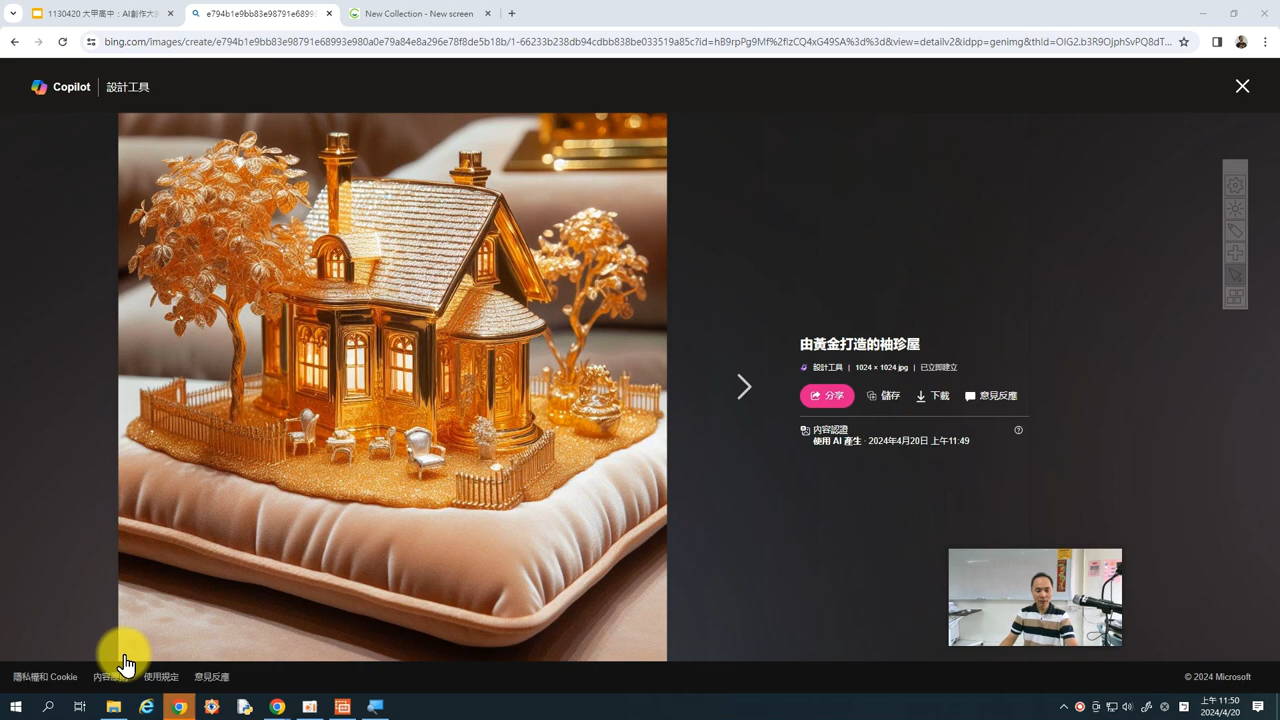 1130420 大甲高中：AI創作大
e794b1e9bb83e98791e68993
New Collection - New screen
bing.com/images/create/e794b1e9bb83e98791e68993e980a0e79a84e8a296e78f8de5b18b/1-66233b238db94cdbb838be033519a85c?id=hB9rpPg9Mf%2fizCQ4xG49SA%3d%3d&view=detailv2&idpp=genimg&thId=OIG2.b3R9OJphSvPQ8dT...
Copilot
設計工具
由黃金打造的袖珍屋
設計工具 | 1024 × 1024 jpg | 已立即建立
分享 儲存 下載 意見反應
內容認證
使用 AI 產生 · 2024年4月20日 上午11:49
隱私權和 Cookie 使用規定 意見反應
© 2024 Microsoft
上午 11:50
2024/4/20